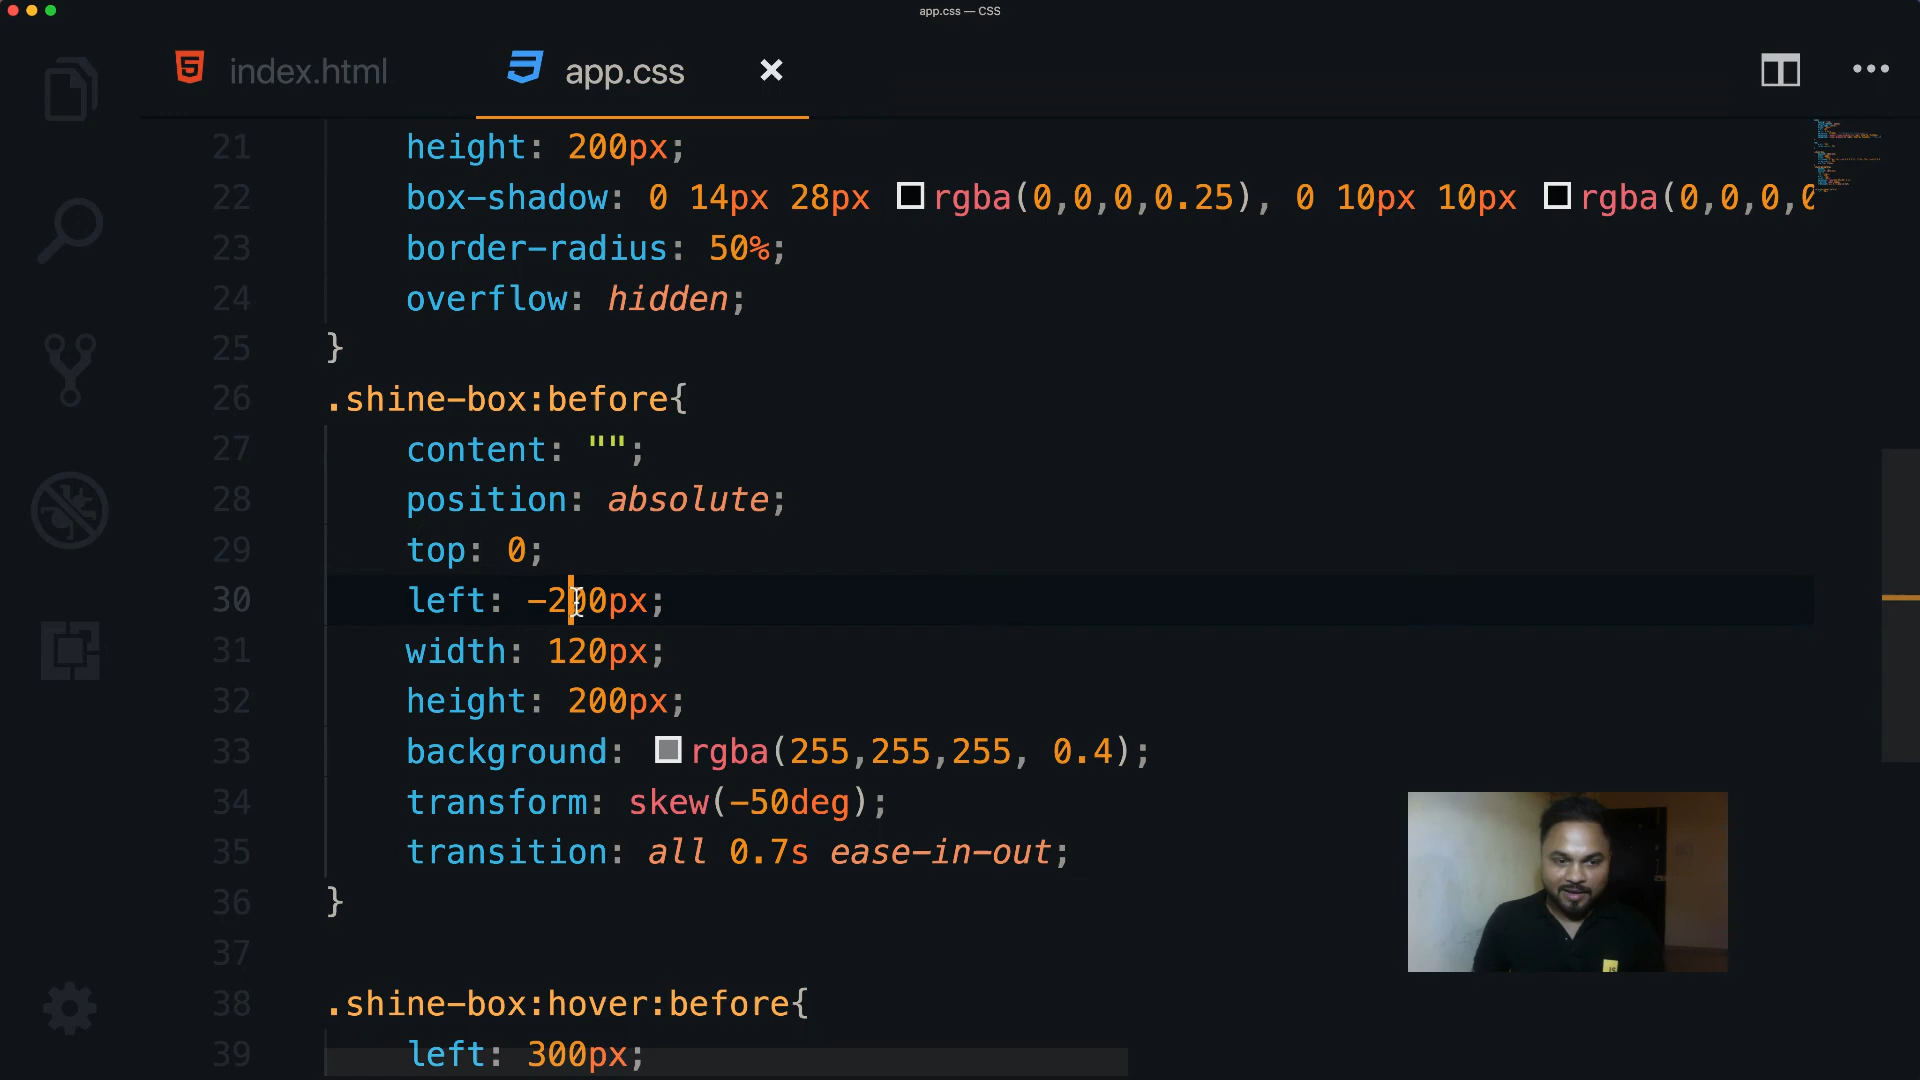 app.css — CSS
index.html
app.css
21 height: 200px;
22 box-shadow: 0 14px 28px rgba(0,0,0,0.25), 0 10px 10px rgba(0,0,0,0
23 border-radius: 50%;
24 overflow: hidden;
25 }
26 .shine-box:before{
27 content: "";
28 position: absolute;
29 top: 0;
30 left: -200px;
31 width: 120px;
32 height: 200px;
33 background: rgba(255,255,255, 0.4);
34 transform: skew(-50deg);
35 transition: all 0.7s ease-in-out;
36 }
37
38 .shine-box:hover:before{
39 left: 300px;